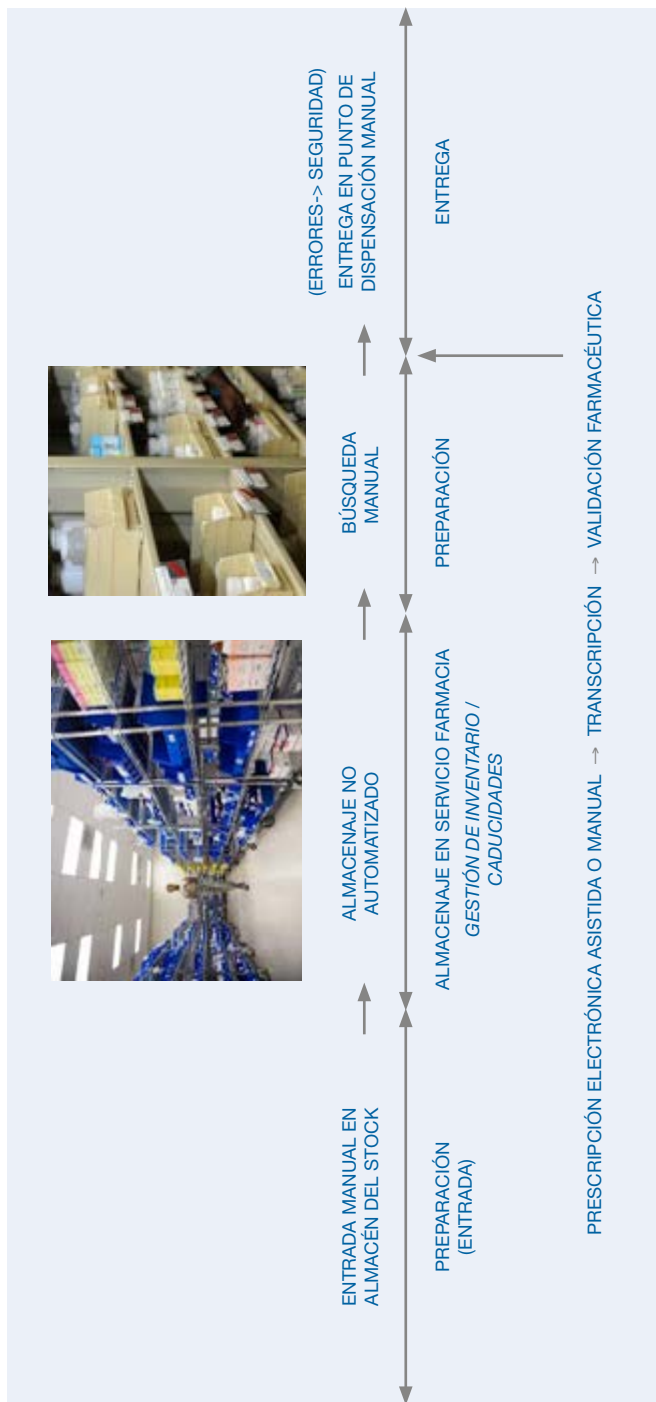 ENTRADA MANUAL EN
ALMACÉN DEL STOCK
ALMACENAJE NO
AUTOMATIZADO
BÚSQUEDA
MANUAL
(ERRORES-> SEGURIDAD)
ENTREGA EN PUNTO DE
DISPENSACIÓN MANUAL
PREPARACIÓN
(ENTRADA)
ALMACENAJE EN SERVICIO FARMACIA
GESTIÓN DE INVENTARIO /
CADUCIDADES
PREPARACIÓN
ENTREGA
PRESCRIPCIÓN ELECTRÓNICA ASISTIDA O MANUAL → TRANSCRIPCIÓN → VALIDACIÓN FARMACÉUTICA